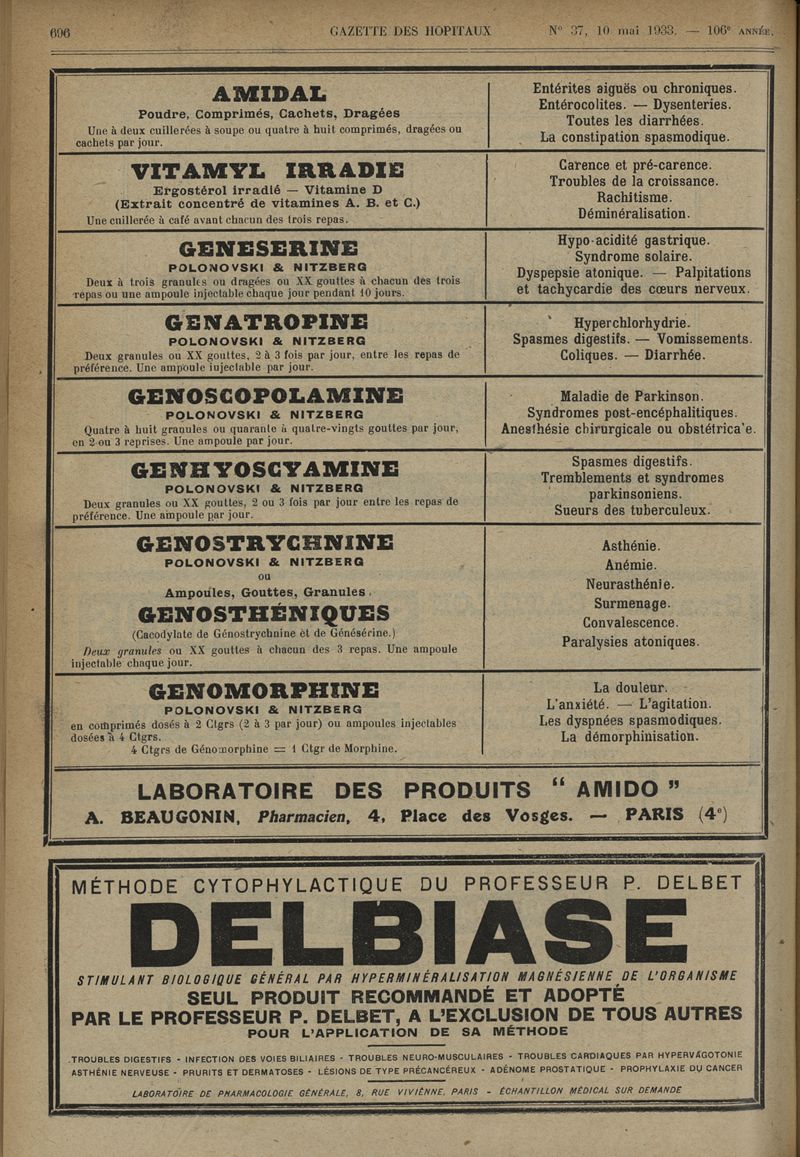 696 GAZETTE DES HOPITAUX N° 37, 10 mai 1933. — 106e ANNÉE.
AMIDAL
Poudre, Comprimés, Cachets, Dragées
Une à deux cuillerées à soupe ou quatre à huit comprimés, dragées ou
cachets par jour.
Entérites aiguës ou chroniques.
Entérocolites. — Dysenteries.
Toutes les diarrhées.
La constipation spasmodique.
VITAMYL IRRADIE
Ergostérol irradié — Vitamine D
(Extrait concentré de vitamines A. B. et C.)
Une cuillerée à café avant chacun des trois repas.
Carence et pré-carence.
Troubles de la croissance.
Rachitisme.
Déminéralisation.
GENESERINE
POLONOVSKI & NITZBERG
Deux à trois granules ou dragées ou XX gouttes à chacun des trois
repas ou une ampoule injectable chaque jour pendant 10 jours.
Hypo-acidité gastrique.
Syndrome solaire.
Dyspepsie atonique. — Palpitations
et tachycardie des cœurs nerveux.
GENATROPINE
POLONOVSKI & NITZBERG
Deux granules ou XX gouttes, 2 à 3 fois par jour, entre les repas de
préférence. Une ampoule injectable par jour.
Hyperchlorhydrie.
Spasmes digestifs. — Vomissements.
Coliques. — Diarrhée.
GENOSCOPOLAMINE
POLONOVSKI & NITZBERG
Quatre à huit granules ou quarante à quatre-vingts gouttes par jour,
en 2 ou 3 reprises. Une ampoule par jour.
Maladie de Parkinson.
Syndromes post-encéphalitiques.
Anesthésie chirurgicale ou obstétrica'e.
GENHYOSCYAMINE
POLONOVSKI & NITZBERG
Deux granules ou XX gouttes, 2 ou 3 fois par jour entre les repas de
préférence. Une ampoule par jour.
Spasmes digestifs.
Tremblements et syndromes
parkinsoniens.
Sueurs des tuberculeux.
GENOSTRYCHNINE
POLONOVSKI & NITZBERG
ou
Ampoules, Gouttes, Granules.
GENOSTHÉNIQUES
(Cacodylate de Génostrychnine et de Génésérine.)
Deux granules ou XX gouttes à chacun des 3 repas. Une ampoule
injectable chaque jour.
Asthénie.
Anémie.
Neurasthénie.
Surmenage.
Convalescence.
Paralysies atoniques.
GENOMORPHINE
POLONOVSKI & NITZBERG
en comprimés dosés à 2 Ctgrs (2 à 3 par jour) ou ampoules injectables
dosées à 4 Ctgrs.
4 Ctgrs de Génomorphine = 1 Ctgr de Morphine.
La douleur.
L'anxiété. — L'agitation.
Les dyspnées spasmodiques.
La démorphinisation.
LABORATOIRE DES PRODUITS “ AMIDO ”
A. BEAUGONIN, Pharmacien, 4, Place des Vosges. — PARIS (4e)
MÉTHODE CYTOPHYLACTIQUE DU PROFESSEUR P. DELBET
DELBIASE
STIMULANT BIOLOGIQUE GÉNÉRAL PAR HYPERMINÉRALISATION MAGNÉSIENNE DE L'ORGANISME
SEUL PRODUIT RECOMMANDÉ ET ADOPTÉ
PAR LE PROFESSEUR P. DELBET, A L'EXCLUSION DE TOUS AUTRES
POUR L'APPLICATION DE SA MÉTHODE
TROUBLES DIGESTIFS - INFECTION DES VOIES BILIAIRES - TROUBLES NEURO-MUSCULAIRES - TROUBLES CARDIAQUES PAR HYPERVAGOTONIE
ASTHÉNIE NERVEUSE - PRURITS ET DERMATOSES - LÉSIONS DE TYPE PRÉCANCÉREUX - ADÉNOME PROSTATIQUE - PROPHYLAXIE DU CANCER
LABORATOIRE DE PHARMACOLOGIE GÉNÉRALE, 8, RUE VIVIENNE, PARIS - ÉCHANTILLON MÉDICAL SUR DEMANDE